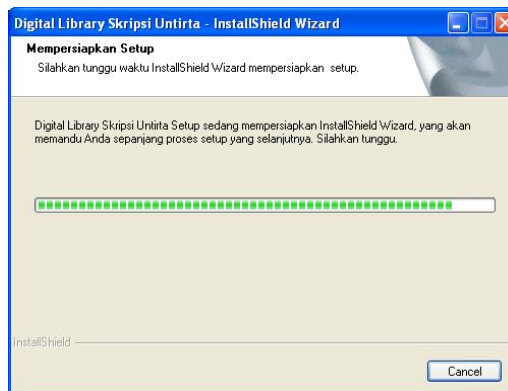 Digital Library Skripsi Untirta - InstallShield Wizard
Mempersiapkan Setup
Silahkan tunggu waktu InstallShield Wizard mempersiapkan setup.
Digital Library Skripsi Untirta Setup sedang mempersiapkan InstallShield Wizard, yang akan
memandu Anda sepanjang proses setup yang selanjutnya. Silahkan tunggu.
InstallShield
Cancel